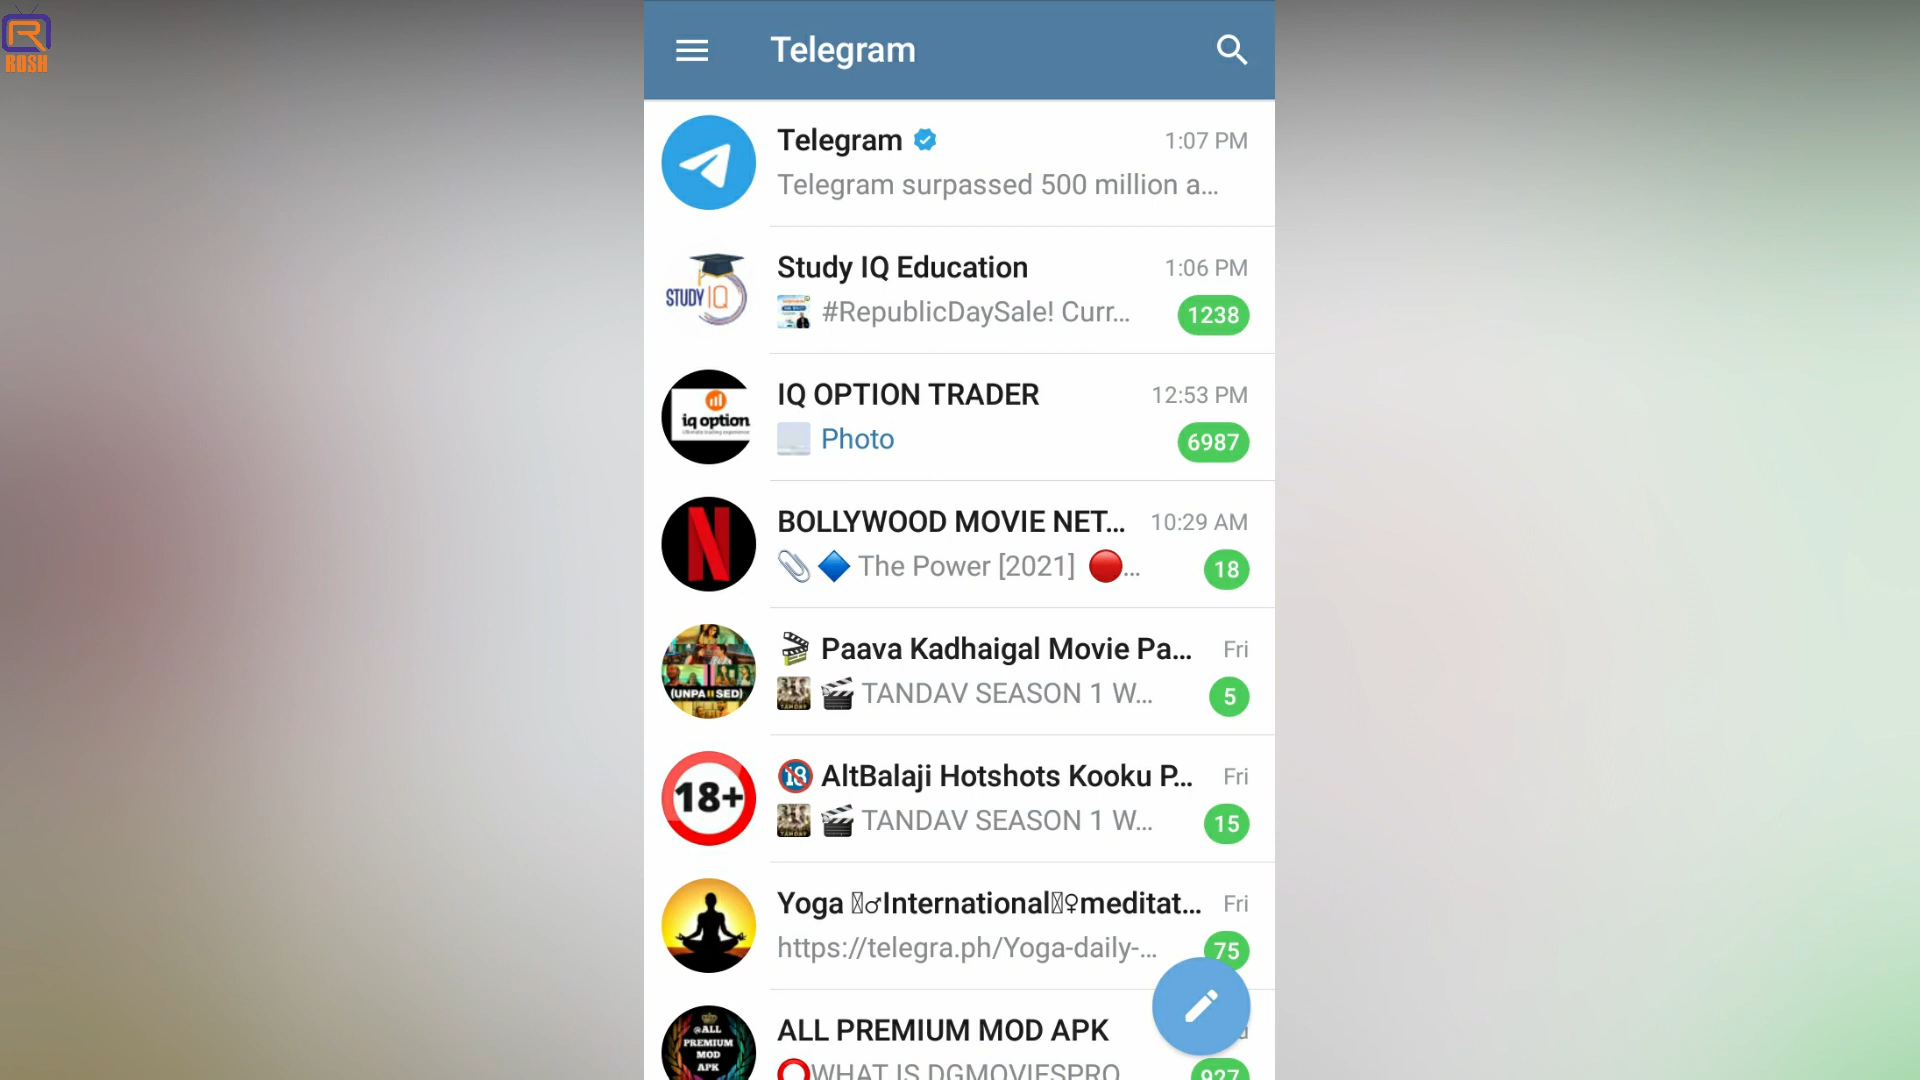 ROSH
Telegram
Telegram 1:07 PM
Telegram surpassed 500 million a...
STUDY IQ
Study IQ Education 1:06 PM
#RepublicDaySale! Curr... 1238
iq option
IQ OPTION TRADER 12:53 PM
Photo 6987
N
BOLLYWOOD MOVIE NET... 10:29 AM
📎 🔷 The Power [2021] 🔴... 18
(UNPAUSED)
🎬 Paava Kadhaigal Movie Pa... Fri
🎬 TANDAV SEASON 1 W... 5
18+
🔞 AltBalaji Hotshots Kooku P... Fri
🎬 TANDAV SEASON 1 W... 15
Yoga ♂International♀meditat... Fri
https://telegra.ph/Yoga-daily-... 75
@ALL
PREMIUM
MOD
APK
ALL PREMIUM MOD APK
⭕WHAT IS DGMOVIESPRO 927